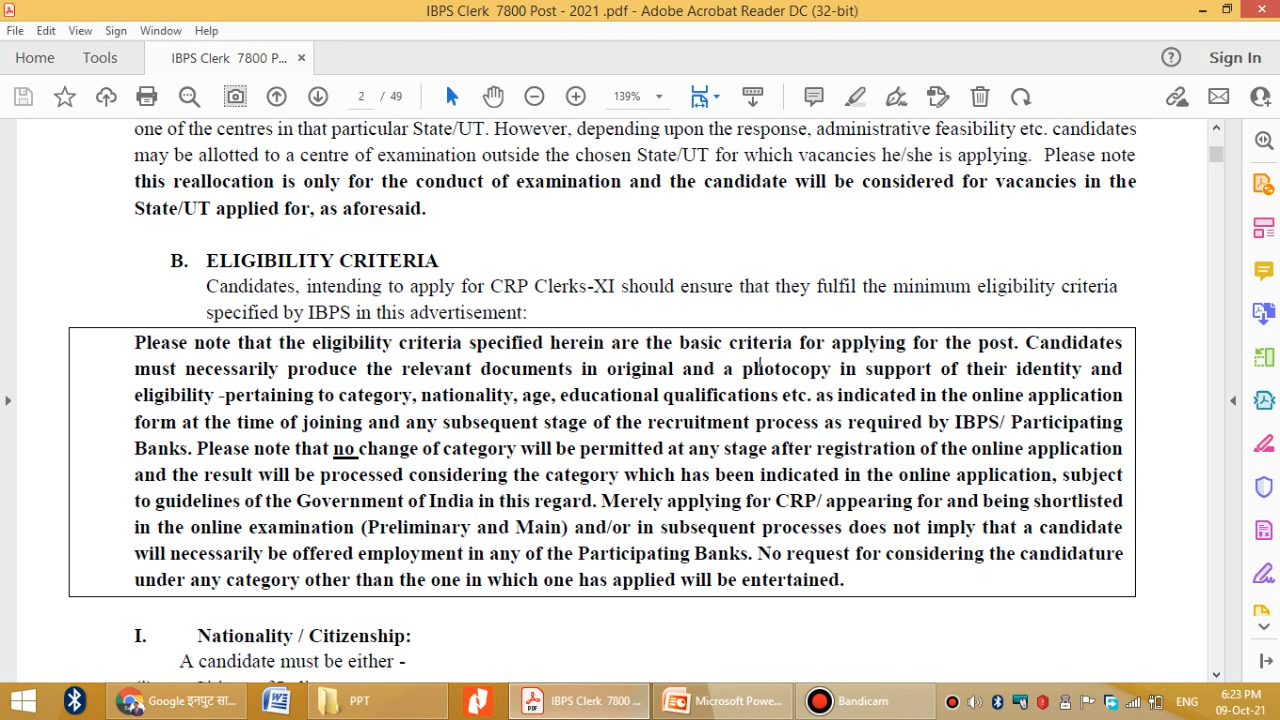 IBPS Clerk 7800 Post - 2021 .pdf - Adobe Acrobat Reader DC (32-bit)
File Edit View Sign Window Help
Home Tools IBPS Clerk 7800 P... × Sign In
2 / 49 139%
one of the centres in that particular State/UT. However, depending upon the response, administrative feasibility etc. candidates
may be allotted to a centre of examination outside the chosen State/UT for which vacancies he/she is applying. Please note
this reallocation is only for the conduct of examination and the candidate will be considered for vacancies in the
State/UT applied for, as aforesaid.
B. ELIGIBILITY CRITERIA
Candidates, intending to apply for CRP Clerks-XI should ensure that they fulfil the minimum eligibility criteria
specified by IBPS in this advertisement:
Please note that the eligibility criteria specified herein are the basic criteria for applying for the post. Candidates
must necessarily produce the relevant documents in original and a photocopy in support of their identity and
eligibility -pertaining to category, nationality, age, educational qualifications etc. as indicated in the online application
form at the time of joining and any subsequent stage of the recruitment process as required by IBPS/ Participating
Banks. Please note that no change of category will be permitted at any stage after registration of the online application
and the result will be processed considering the category which has been indicated in the online application, subject
to guidelines of the Government of India in this regard. Merely applying for CRP/ appearing for and being shortlisted
in the online examination (Preliminary and Main) and/or in subsequent processes does not imply that a candidate
will necessarily be offered employment in any of the Participating Banks. No request for considering the candidature
under any category other than the one in which one has applied will be entertained.
I. Nationality / Citizenship:
A candidate must be either -
Google इनपुट सा... PPT IBPS Clerk 7800 ... Microsoft Powe... Bandicam ENG 6:23 PM
09-Oct-21